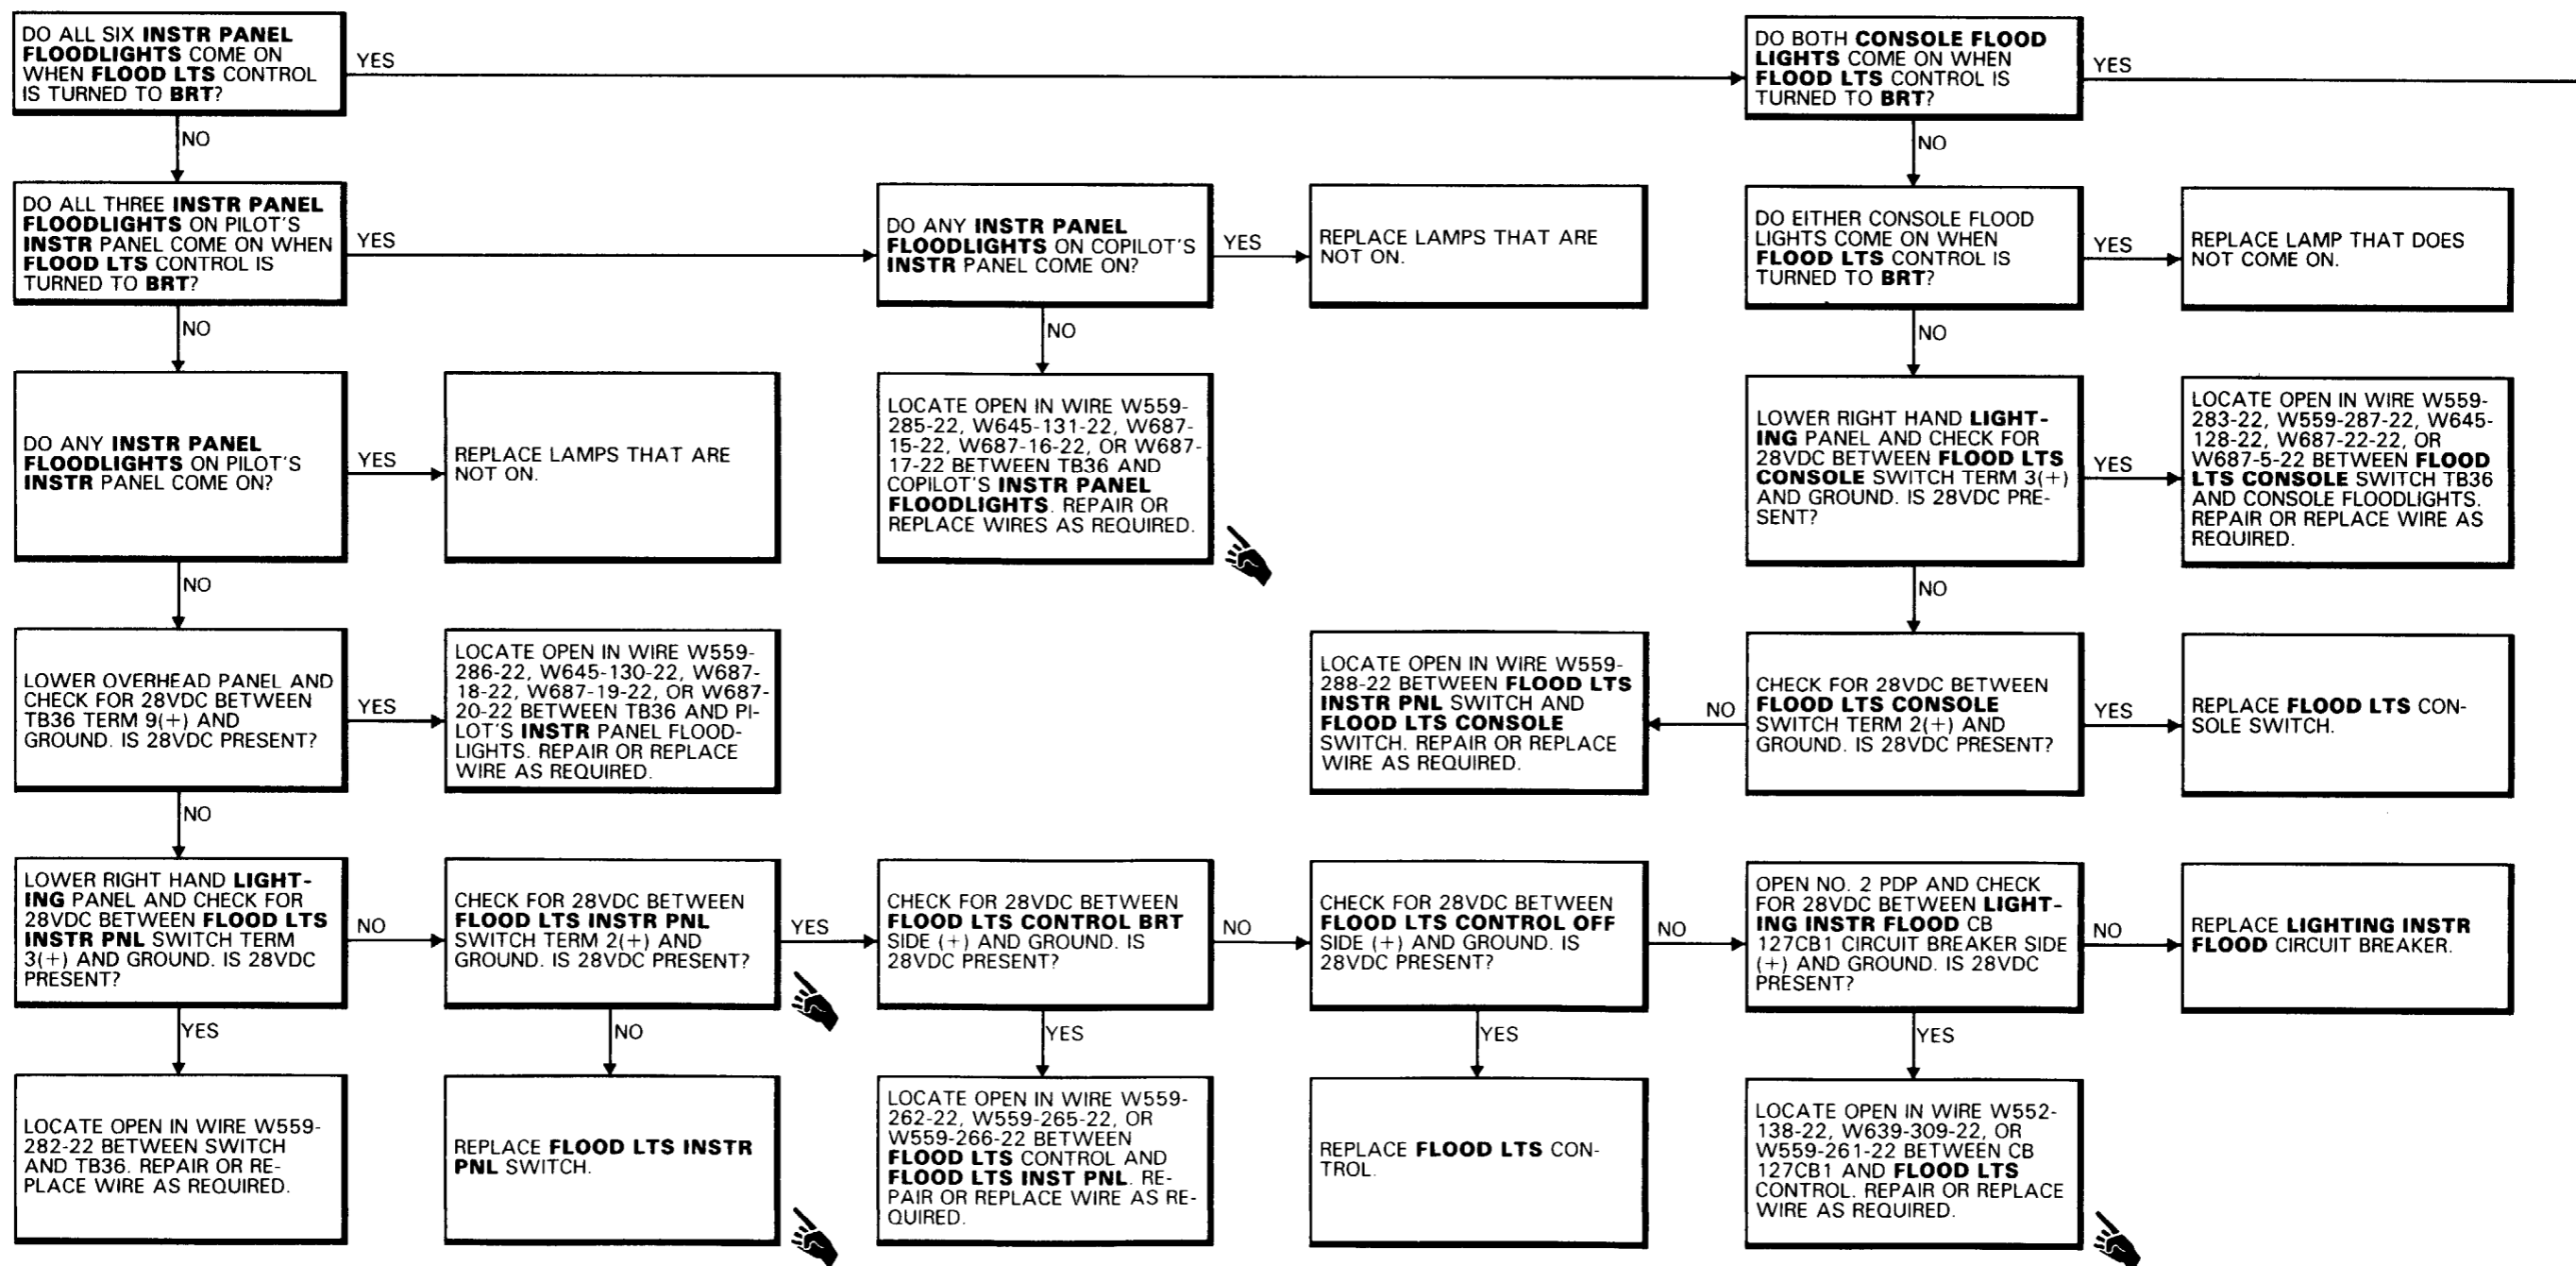 DO ALL SIX INSTR PANEL
FLOODLIGHTS COME ON
WHEN FLOOD LTS CONTROL
IS TURNED TO BRT?
YES
DO BOTH CONSOLE FLOOD
LIGHTS COME ON WHEN
FLOOD LTS CONTROL IS
TURNED TO BRT?
YES
NO
NO
DO ALL THREE INSTR PANEL
FLOODLIGHTS ON PILOT'S
INSTR PANEL COME ON WHEN
FLOOD LTS CONTROL IS
TURNED TO BRT?
YES
DO ANY INSTR PANEL
FLOODLIGHTS ON COPILOT'S
INSTR PANEL COME ON?
YES
REPLACE LAMPS THAT ARE
NOT ON.
DO EITHER CONSOLE FLOOD
LIGHTS COME ON WHEN
FLOOD LTS CONTROL IS
TURNED TO BRT?
YES
REPLACE LAMP THAT DOES
NOT COME ON.
NO
NO
NO
DO ANY INSTR PANEL
FLOODLIGHTS ON PILOT'S
INSTR PANEL COME ON?
YES
REPLACE LAMPS THAT ARE
NOT ON.
LOCATE OPEN IN WIRE W559-
285-22, W645-131-22, W687-
15-22, W687-16-22, OR W687-
17-22 BETWEEN TB36 AND
COPILOT'S INSTR PANEL
FLOODLIGHTS. REPAIR OR
REPLACE WIRES AS REQUIRED.
LOWER RIGHT HAND LIGHT-
ING PANEL AND CHECK FOR
28VDC BETWEEN FLOOD LTS
CONSOLE SWITCH TERM 3(+)
AND GROUND. IS 28VDC PRE-
SENT?
YES
LOCATE OPEN IN WIRE W559-
283-22, W559-287-22, W645-
128-22, W687-22-22, OR
W687-5-22 BETWEEN FLOOD
LTS CONSOLE SWITCH TB36
AND CONSOLE FLOODLIGHTS.
REPAIR OR REPLACE WIRE AS
REQUIRED.
NO
NO
LOWER OVERHEAD PANEL AND
CHECK FOR 28VDC BETWEEN
TB36 TERM 9(+) AND
GROUND. IS 28VDC PRESENT?
YES
LOCATE OPEN IN WIRE W559-
286-22, W645-130-22, W687-
18-22, W687-19-22, OR W687-
20-22 BETWEEN TB36 AND PI-
LOT'S INSTR PANEL FLOOD-
LIGHTS. REPAIR OR REPLACE
WIRE AS REQUIRED.
LOCATE OPEN IN WIRE W559-
288-22 BETWEEN FLOOD LTS
INSTR PNL SWITCH AND
FLOOD LTS CONSOLE
SWITCH. REPAIR OR REPLACE
WIRE AS REQUIRED.
NO
CHECK FOR 28VDC BETWEEN
FLOOD LTS CONSOLE
SWITCH TERM 2(+) AND
GROUND. IS 28VDC PRESENT?
YES
REPLACE FLOOD LTS CON-
SOLE SWITCH.
NO
LOWER RIGHT HAND LIGHT-
ING PANEL AND CHECK FOR
28VDC BETWEEN FLOOD LTS
INSTR PNL SWITCH TERM
3(+) AND GROUND. IS 28VDC
PRESENT?
NO
CHECK FOR 28VDC BETWEEN
FLOOD LTS INSTR PNL
SWITCH TERM 2(+) AND
GROUND. IS 28VDC PRESENT?
YES
CHECK FOR 28VDC BETWEEN
FLOOD LTS CONTROL BRT
SIDE (+) AND GROUND. IS
28VDC PRESENT?
NO
CHECK FOR 28VDC BETWEEN
FLOOD LTS CONTROL OFF
SIDE (+) AND GROUND. IS
28VDC PRESENT?
NO
OPEN NO. 2 PDP AND CHECK
FOR 28VDC BETWEEN LIGHT-
ING INSTR FLOOD CB
127CB1 CIRCUIT BREAKER SIDE
(+) AND GROUND. IS 28VDC
PRESENT?
NO
REPLACE LIGHTING INSTR
FLOOD CIRCUIT BREAKER.
YES
NO
YES
YES
YES
LOCATE OPEN IN WIRE W559-
282-22 BETWEEN SWITCH
AND TB36. REPAIR OR RE-
PLACE WIRE AS REQUIRED.
REPLACE FLOOD LTS INSTR
PNL SWITCH.
LOCATE OPEN IN WIRE W559-
262-22, W559-265-22, OR
W559-266-22 BETWEEN
FLOOD LTS CONTROL AND
FLOOD LTS INST PNL. RE-
PAIR OR REPLACE WIRE AS RE-
QUIRED.
REPLACE FLOOD LTS CON-
TROL.
LOCATE OPEN IN WIRE W552-
138-22, W639-309-22, OR
W559-261-22 BETWEEN CB
127CB1 AND FLOOD LTS
CONTROL. REPAIR OR REPLACE
WIRE AS REQUIRED.